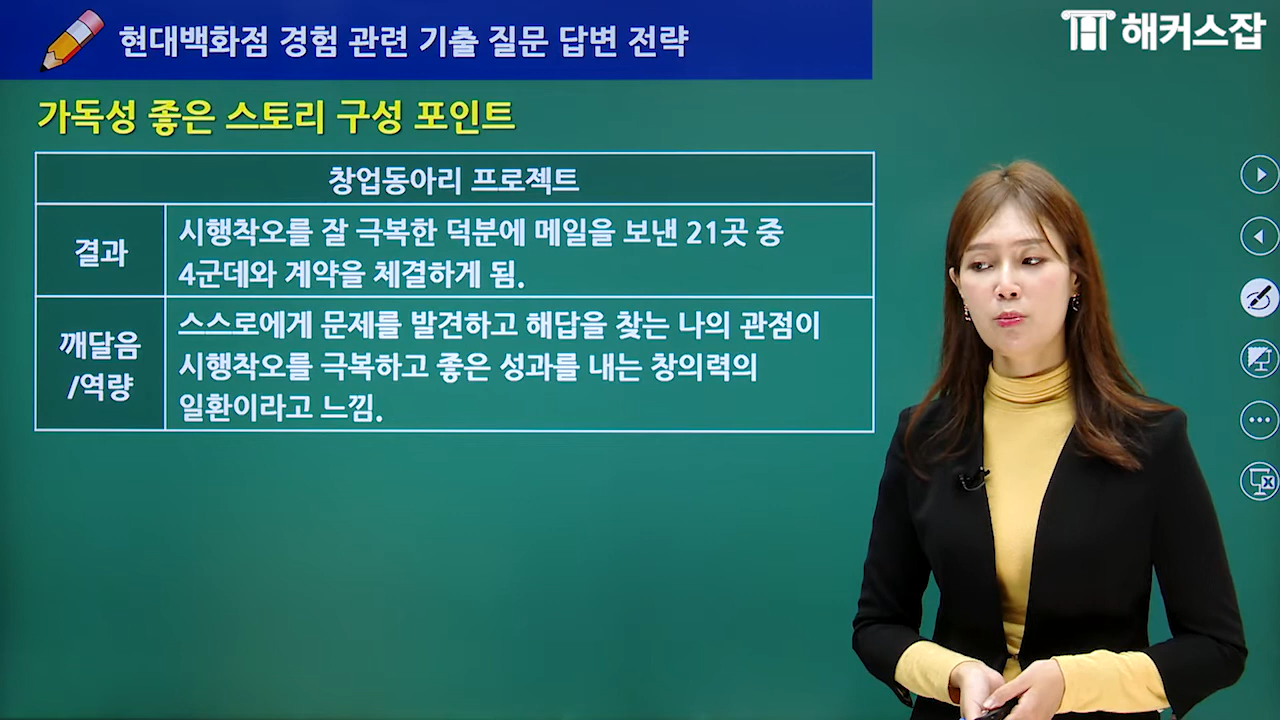 현대백화점 경험 관련 기출 질문 답변 전략
해커스잡
가독성 좋은 스토리 구성 포인트
창업동아리 프로젝트
결과
시행착오를 잘 극복한 덕분에 메일을 보낸 21곳 중
4군데와 계약을 체결하게 됨.
깨달음
/역량
스스로에게 문제를 발견하고 해답을 찾는 나의 관점이
시행착오를 극복하고 좋은 성과를 내는 창의력의
일환이라고 느낌.